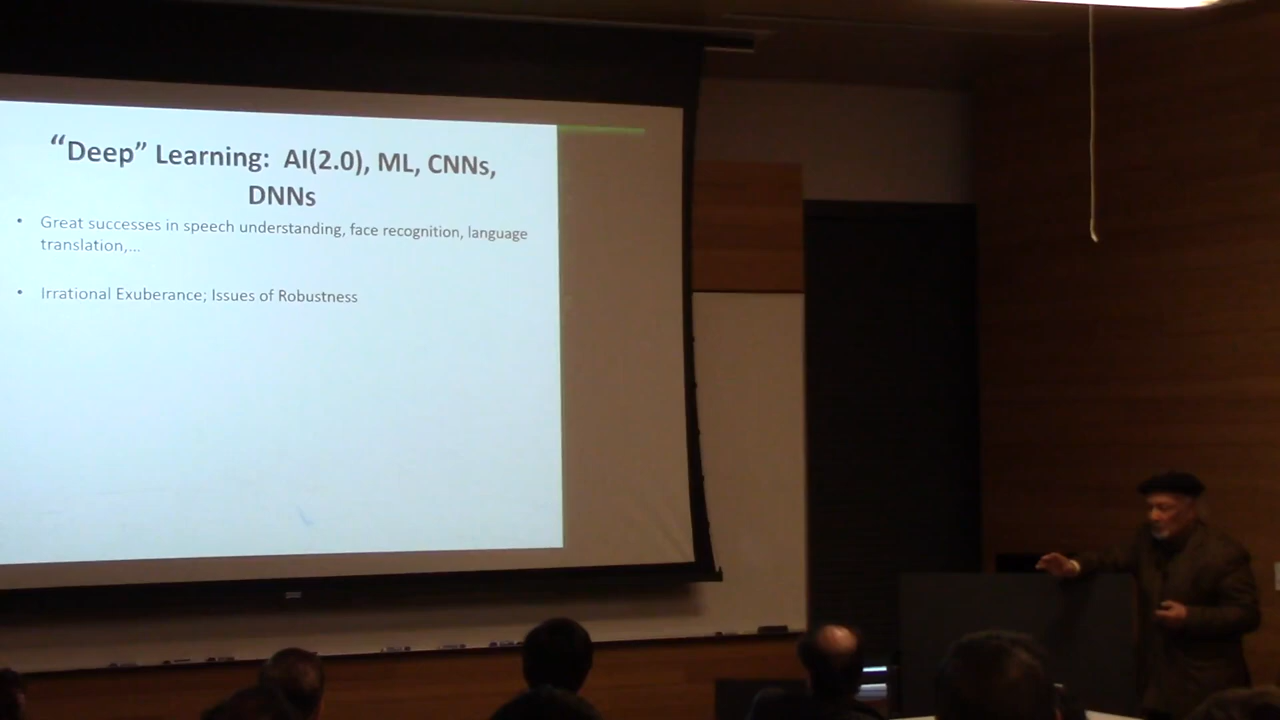 “Deep” Learning: AI(2.0), ML, CNNs,
DNNs
• Great successes in speech understanding, face recognition, language
translation,...
• Irrational Exuberance; Issues of Robustness